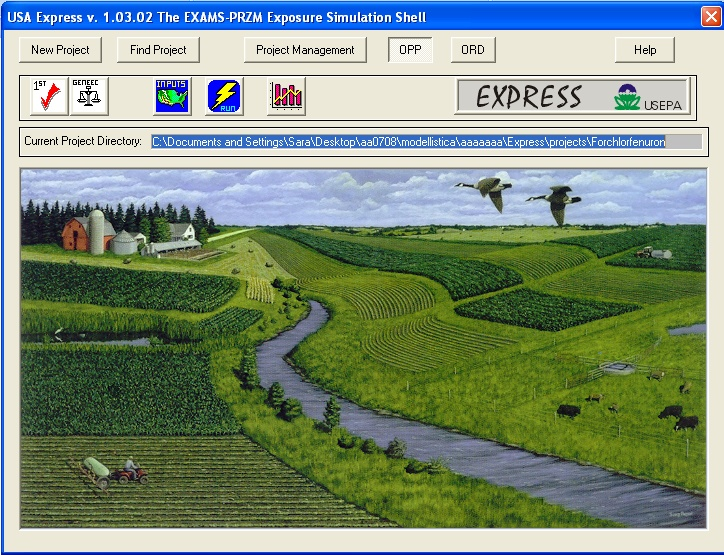 USA Express v. 1.03.02 The EXAMS-PRZM Exposure Simulation Shell
New Project Find Project Project Management OPP ORD Help
1ST GENEEC INPUTS RUN EXPRESS USEPA
Current Project Directory: C:\Documents and Settings\Sara\Desktop\aa0708\modellistica\aaaaaaa\Express\projects\Forchlorfenuron